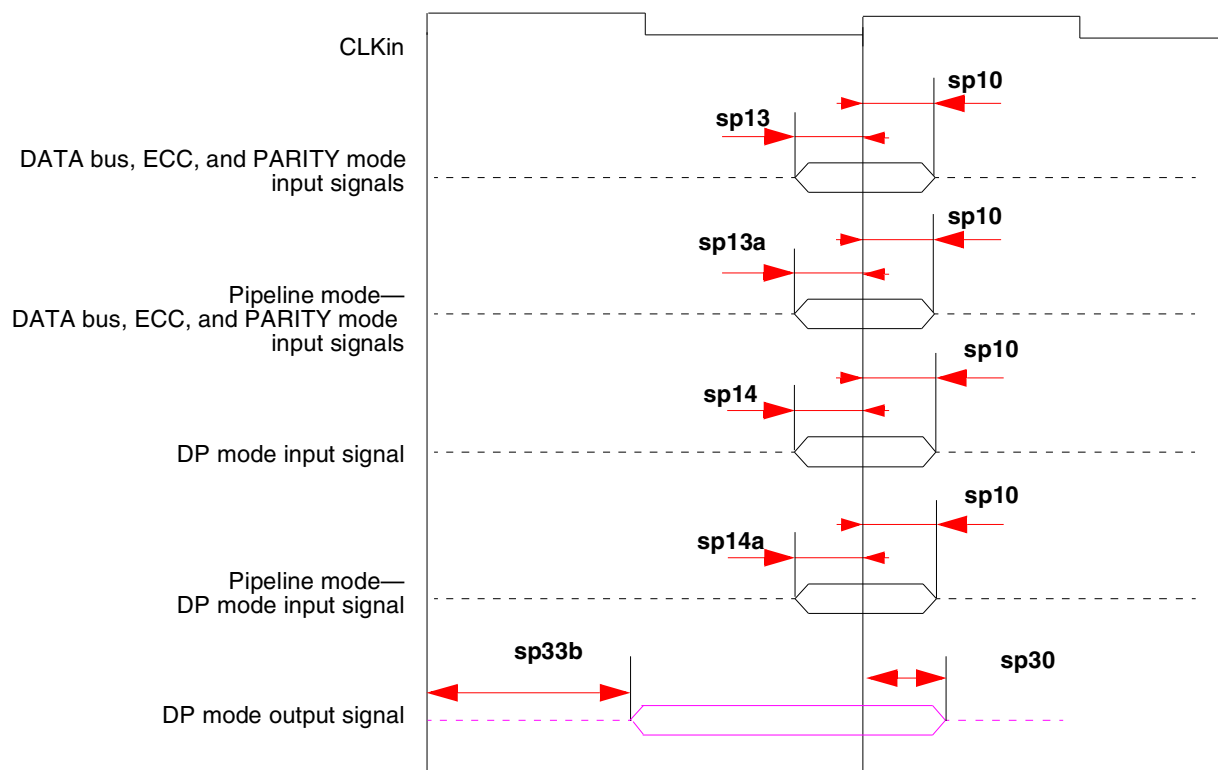 CLKin
sp10
sp13
DATA bus, ECC, and PARITY mode
input signals
sp10
sp13a
Pipeline mode—
DATA bus, ECC, and PARITY mode
input signals
sp10
sp14
DP mode input signal
sp10
sp14a
Pipeline mode—
DP mode input signal
sp33b
sp30
DP mode output signal